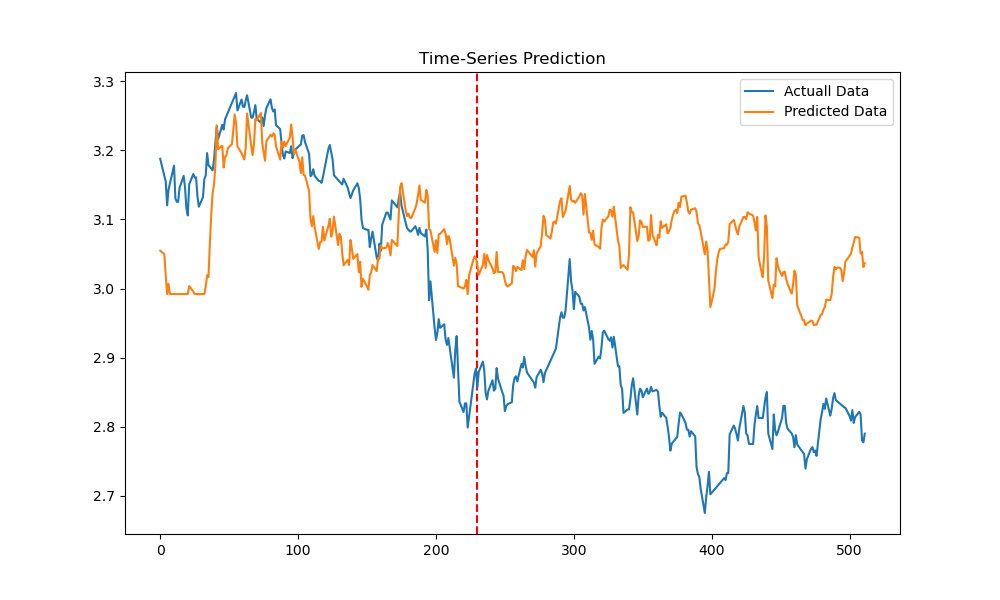 Time-Series Prediction
Actuall Data
Predicted Data
3.3
3.2
3.1
3.0
2.9
2.8
2.7
0 100 200 300 400 500